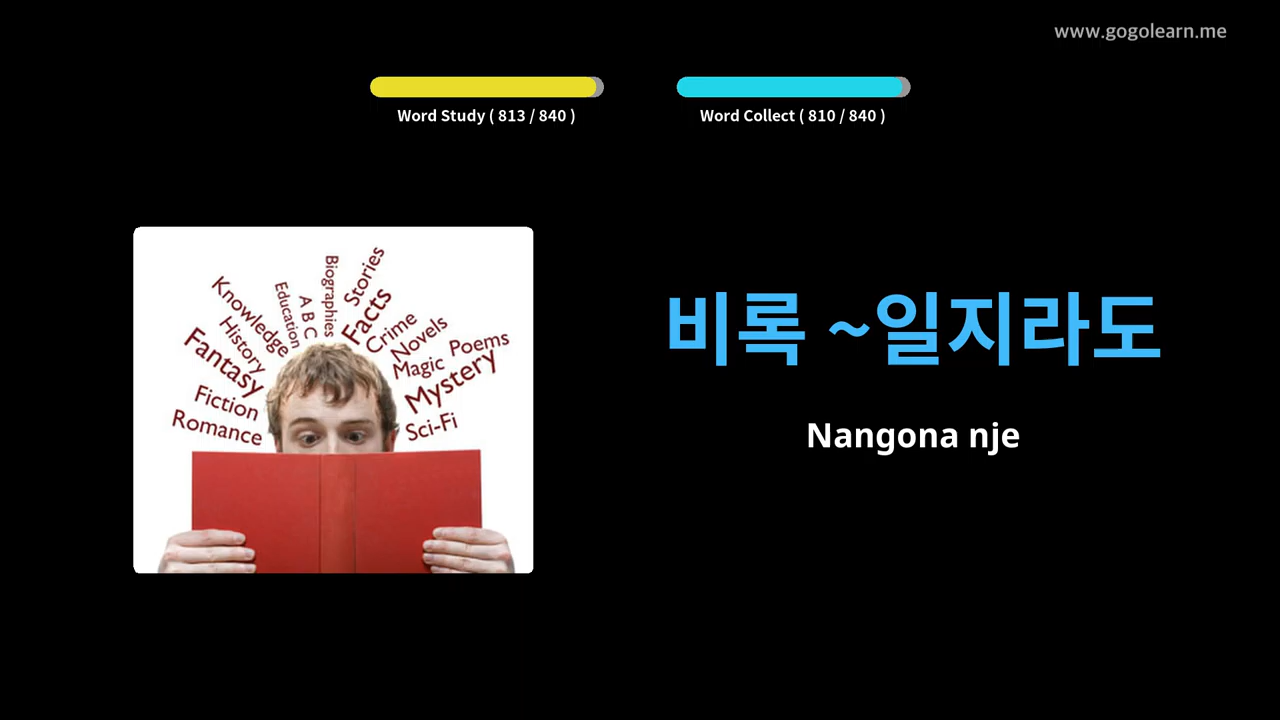 www.gogolearn.me
Word Study ( 813 / 840 )
Word Collect ( 810 / 840 )
Knowledge
History
Education
A B C
Biographies
Stories
Facts
Crime
Novels
Magic
Poems
Mystery
Sci-Fi
Fantasy
Fiction
Romance
비록 ~일지라도
Nangona nje